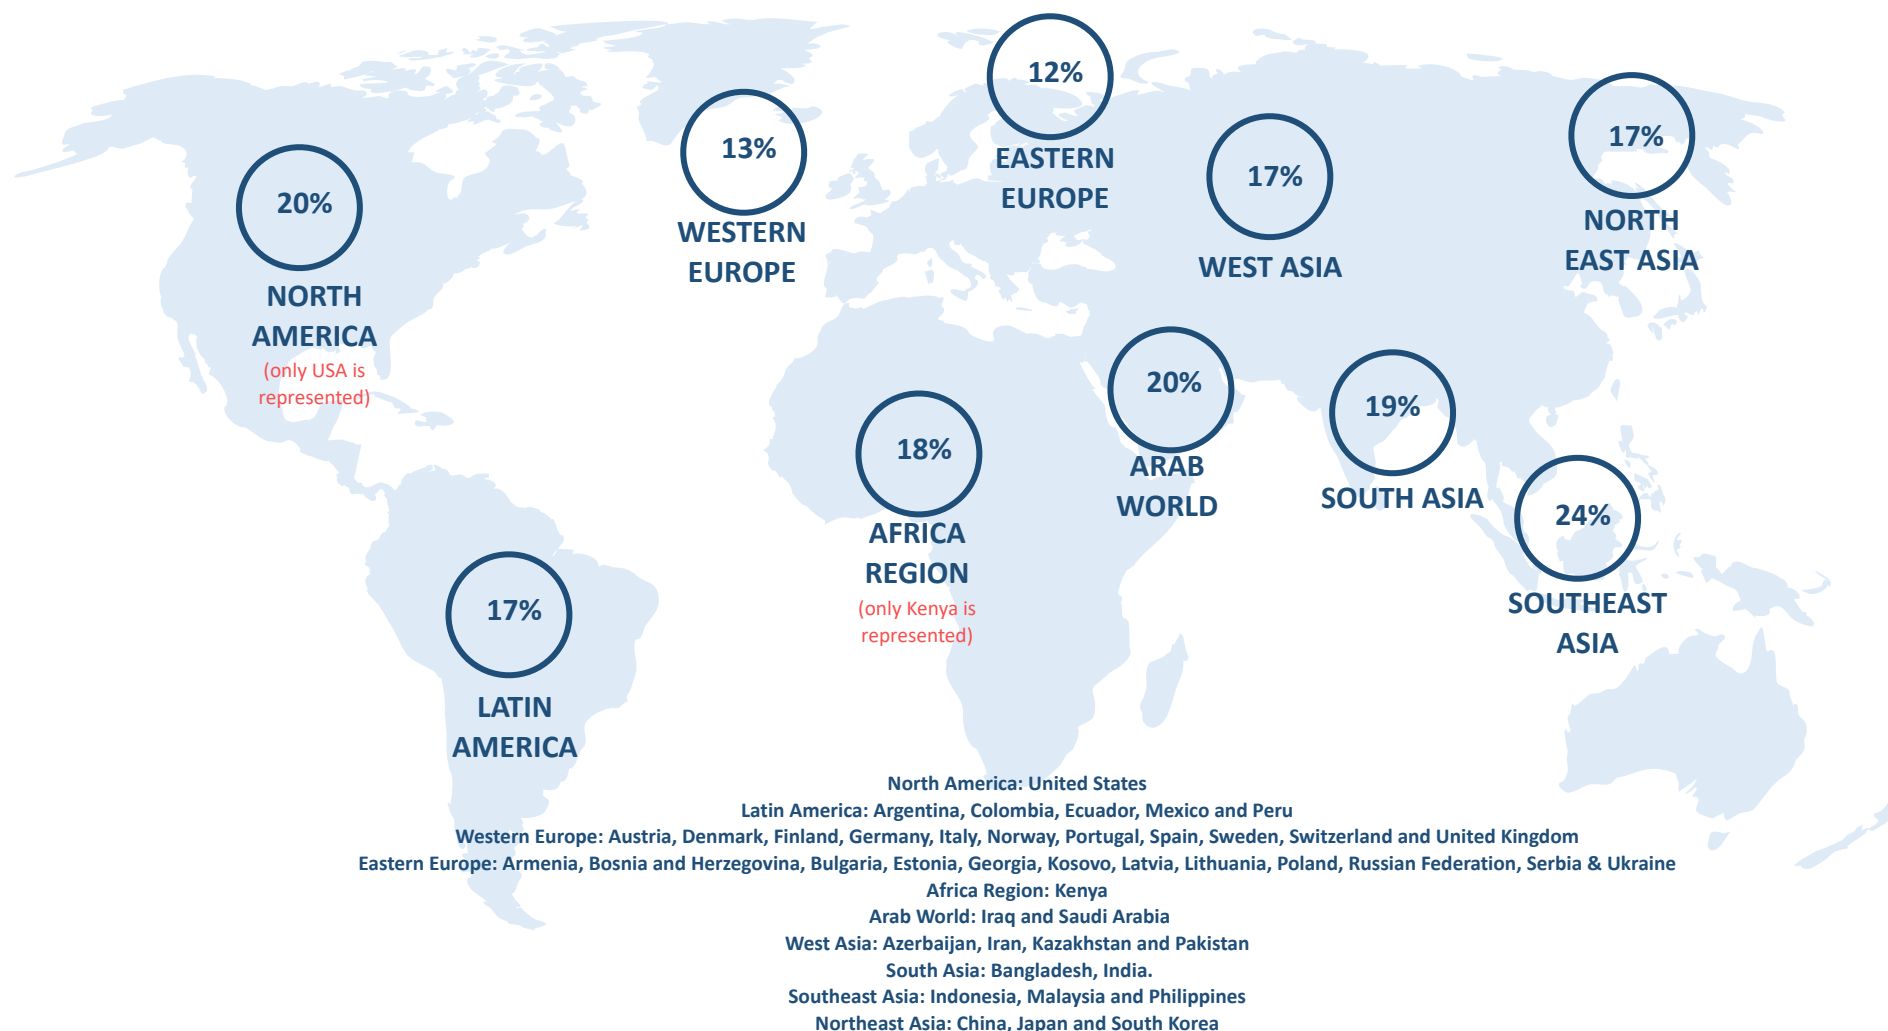 12%
EASTERN
EUROPE
17%
NORTH
EAST ASIA
13%
WESTERN
EUROPE
17%
WEST ASIA
20%
NORTH
AMERICA
(only USA is
represented)
20%
ARAB
WORLD
19%
SOUTH ASIA
18%
AFRICA
REGION
(only Kenya is
represented)
24%
SOUTHEAST
ASIA
17%
LATIN
AMERICA
North America: United States
Latin America: Argentina, Colombia, Ecuador, Mexico and Peru
Western Europe: Austria, Denmark, Finland, Germany, Italy, Norway, Portugal, Spain, Sweden, Switzerland and United Kingdom
Eastern Europe: Armenia, Bosnia and Herzegovina, Bulgaria, Estonia, Georgia, Kosovo, Latvia, Lithuania, Poland, Russian Federation, Serbia & Ukraine
Africa Region: Kenya
Arab World: Iraq and Saudi Arabia
West Asia: Azerbaijan, Iran, Kazakhstan and Pakistan
South Asia: Bangladesh, India.
Southeast Asia: Indonesia, Malaysia and Philippines
Northeast Asia: China, Japan and South Korea